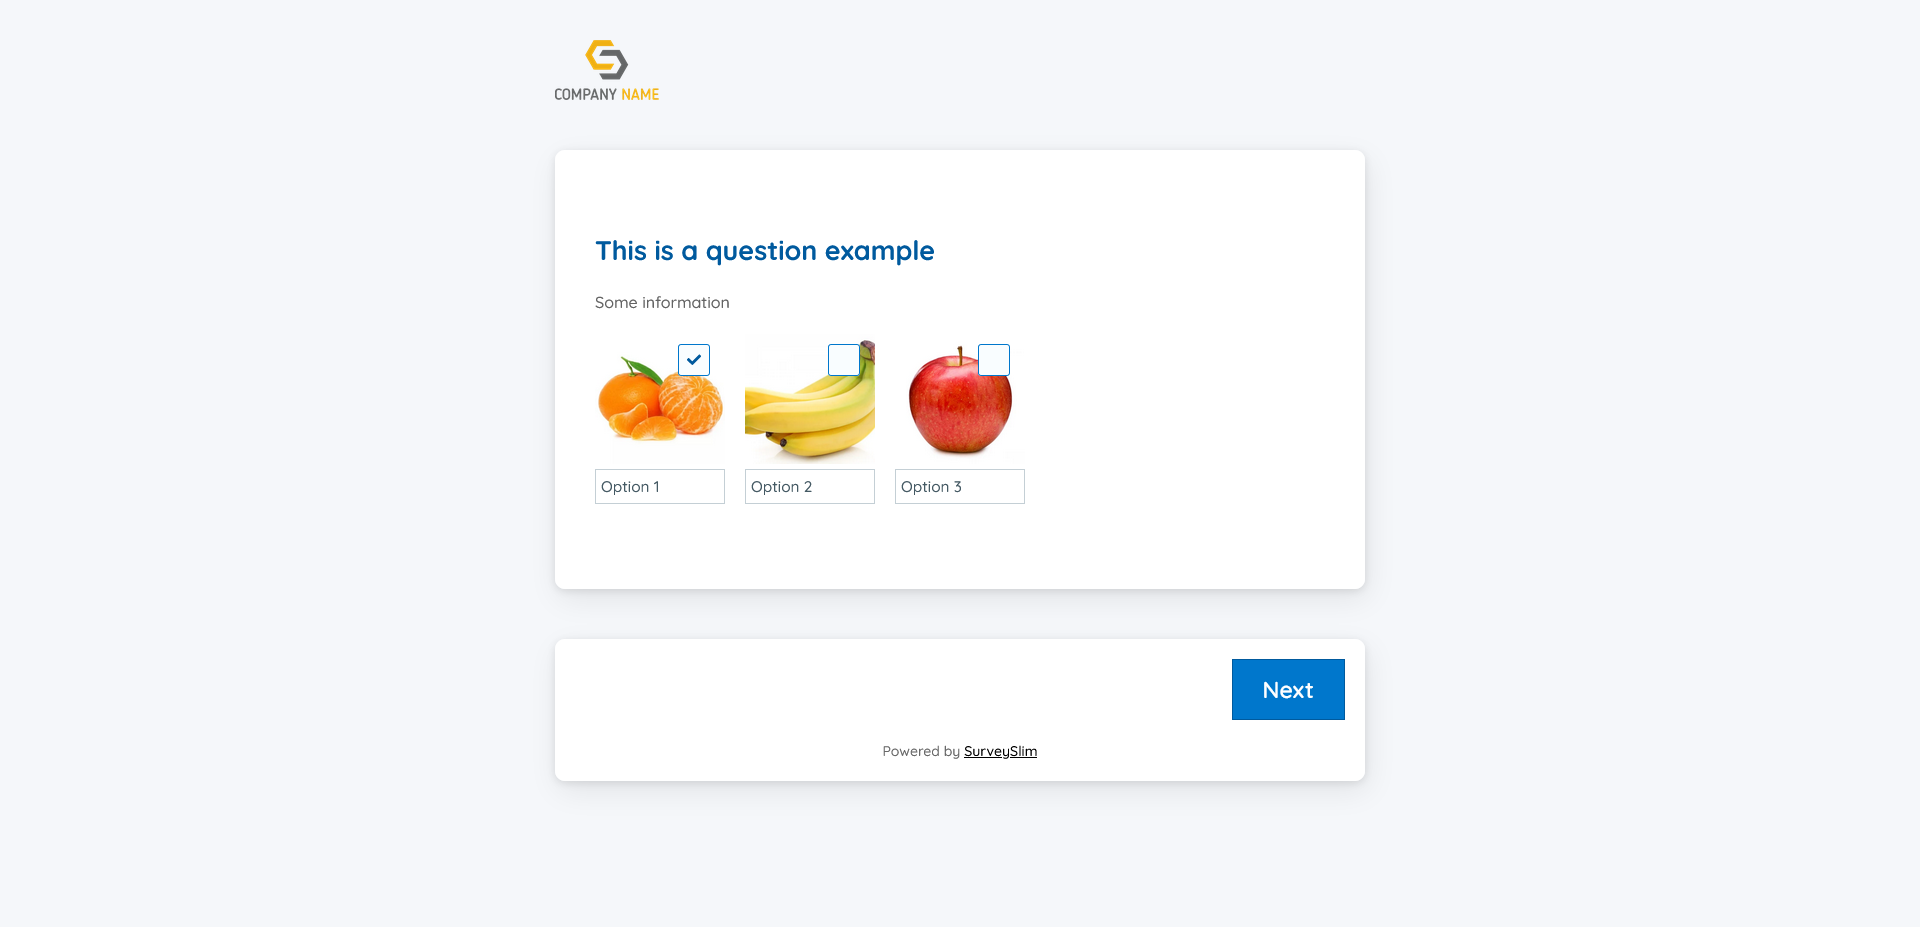 COMPANY NAME
This is a question example
Some information
Option 1
Option 2
Option 3
Next
Powered by SurveySlim